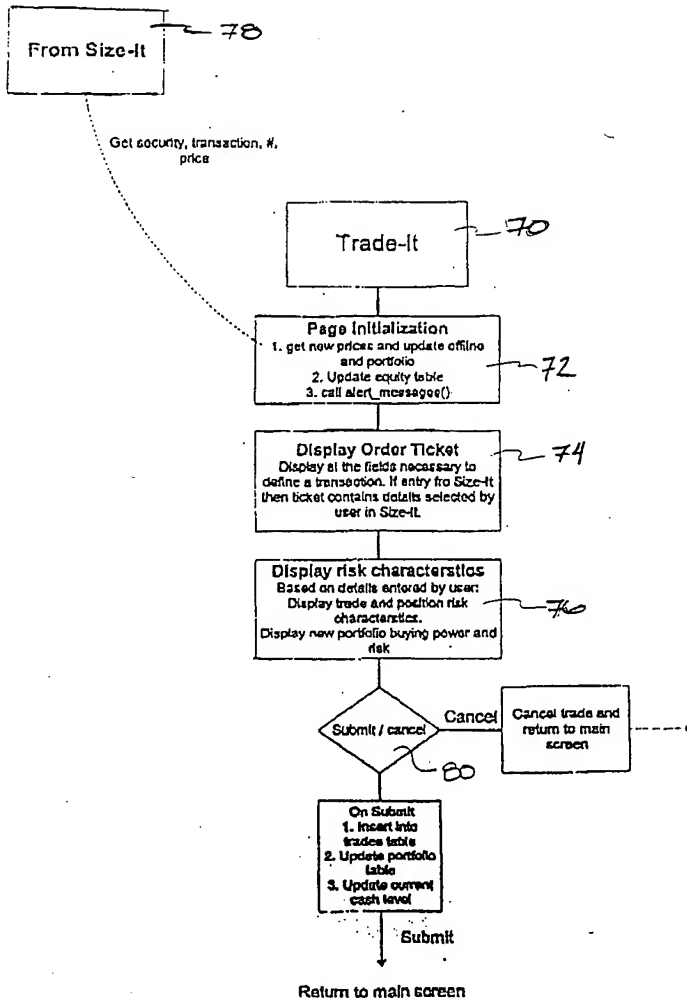 From Size-It
78
Get security, transaction, #,
price
Trade-It
70
Page Initialization
1. get new prices and update offline
and portfolio
2. Update equity table
3. call alert_messages()
72
Display Order Ticket
Display al the fields necessary to
define a transaction. If entry fro Size-It
then ticket contains details selected by
user in Size-It.
74
Display risk characterstics
Based on details entered by user:
Display trade and position risk
characterstics.
Display new portfolio buying power and
risk
76
Submit / cancel
80
Cancel
Cancel trade and
return to main
screen
On Submit
1. Insert into
trades table
2. Update portfolio
table
3. Update current
cash level
Submit
Return to main screen